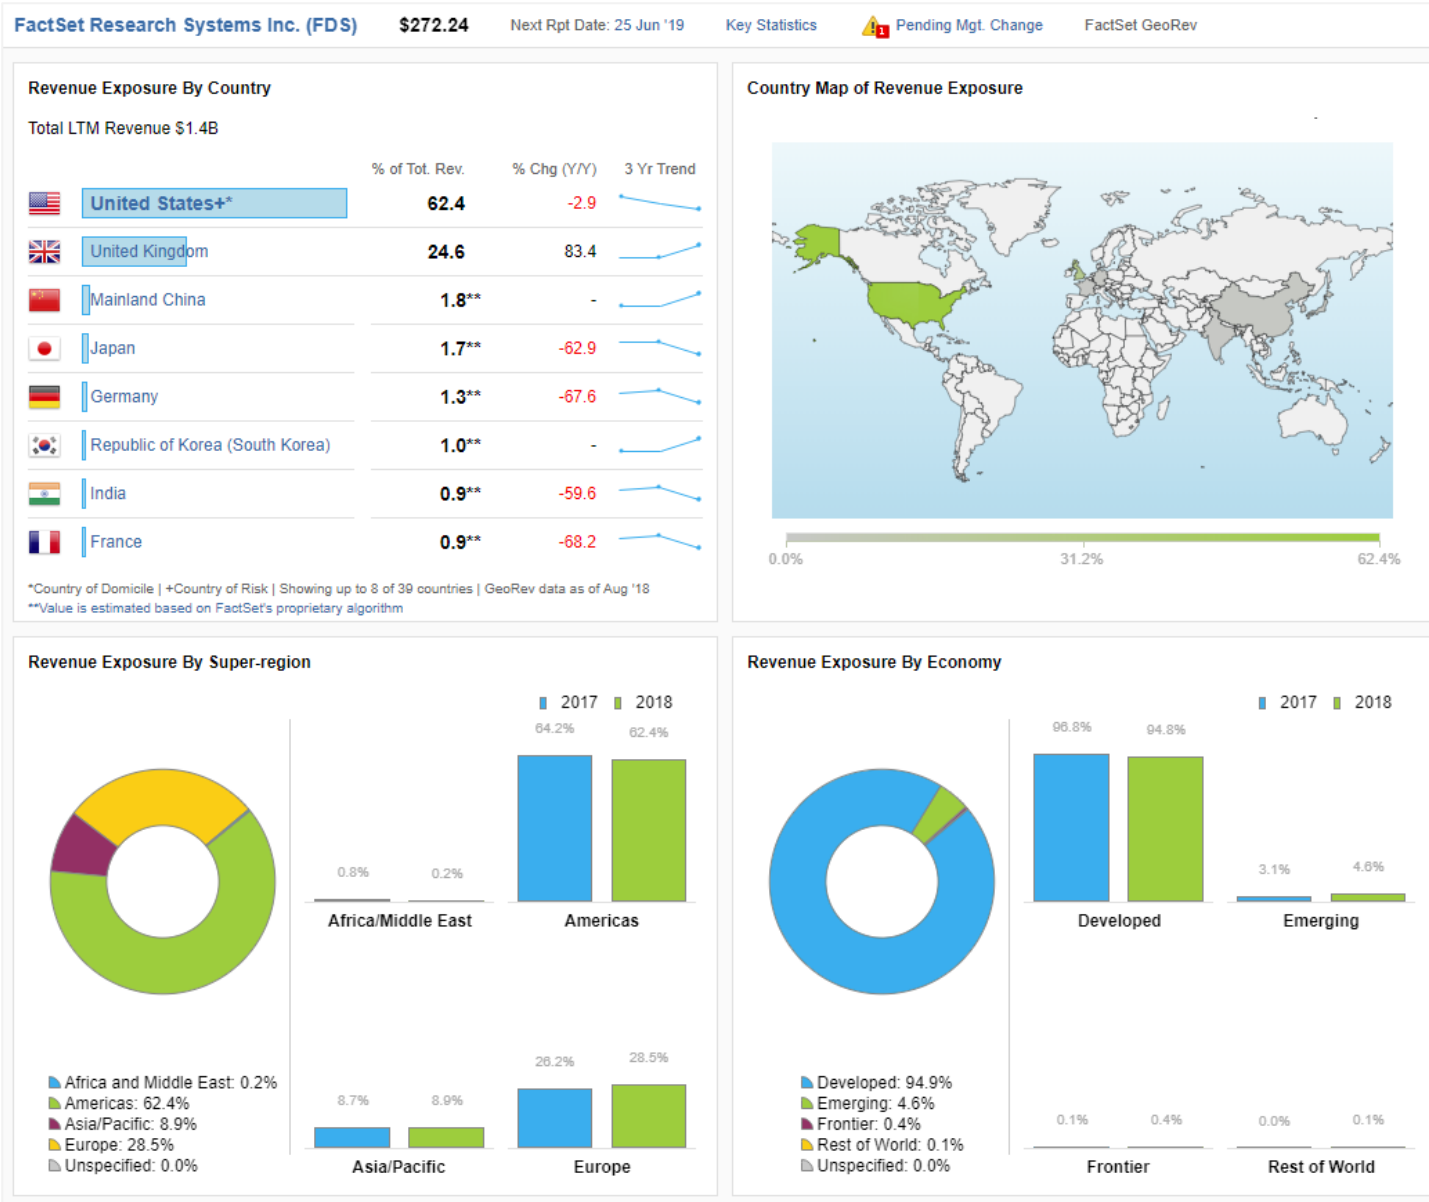 FactSet Research Systems Inc. (FDS) $272.24 Next Rpt Date: 25 Jun '19 Key Statistics 1 Pending Mgt. Change FactSet GeoRev
Revenue Exposure By Country
Total LTM Revenue $1.4B
% of Tot. Rev. % Chg (Y/Y) 3 Yr Trend
United States+* 62.4 -2.9
United Kingdom 24.6 83.4
Mainland China 1.8** -
Japan 1.7** -62.9
Germany 1.3** -67.6
Republic of Korea (South Korea) 1.0** -
India 0.9** -59.6
France 0.9** -68.2
*Country of Domicile | +Country of Risk | Showing up to 8 of 39 countries | GeoRev data as of Aug '18
**Value is estimated based on FactSet's proprietary algorithm
Country Map of Revenue Exposure
0.0% 31.2% 62.4%
Revenue Exposure By Super-region
2017 2018
64.2% 62.4%
0.8% 0.2%
Africa/Middle East Americas
26.2% 28.5%
8.7% 8.9%
Asia/Pacific Europe
Africa and Middle East: 0.2%
Americas: 62.4%
Asia/Pacific: 8.9%
Europe: 28.5%
Unspecified: 0.0%
Revenue Exposure By Economy
2017 2018
96.8% 94.8%
3.1% 4.6%
Developed Emerging
0.1% 0.4% 0.0% 0.1%
Frontier Rest of World
Developed: 94.9%
Emerging: 4.6%
Frontier: 0.4%
Rest of World: 0.1%
Unspecified: 0.0%